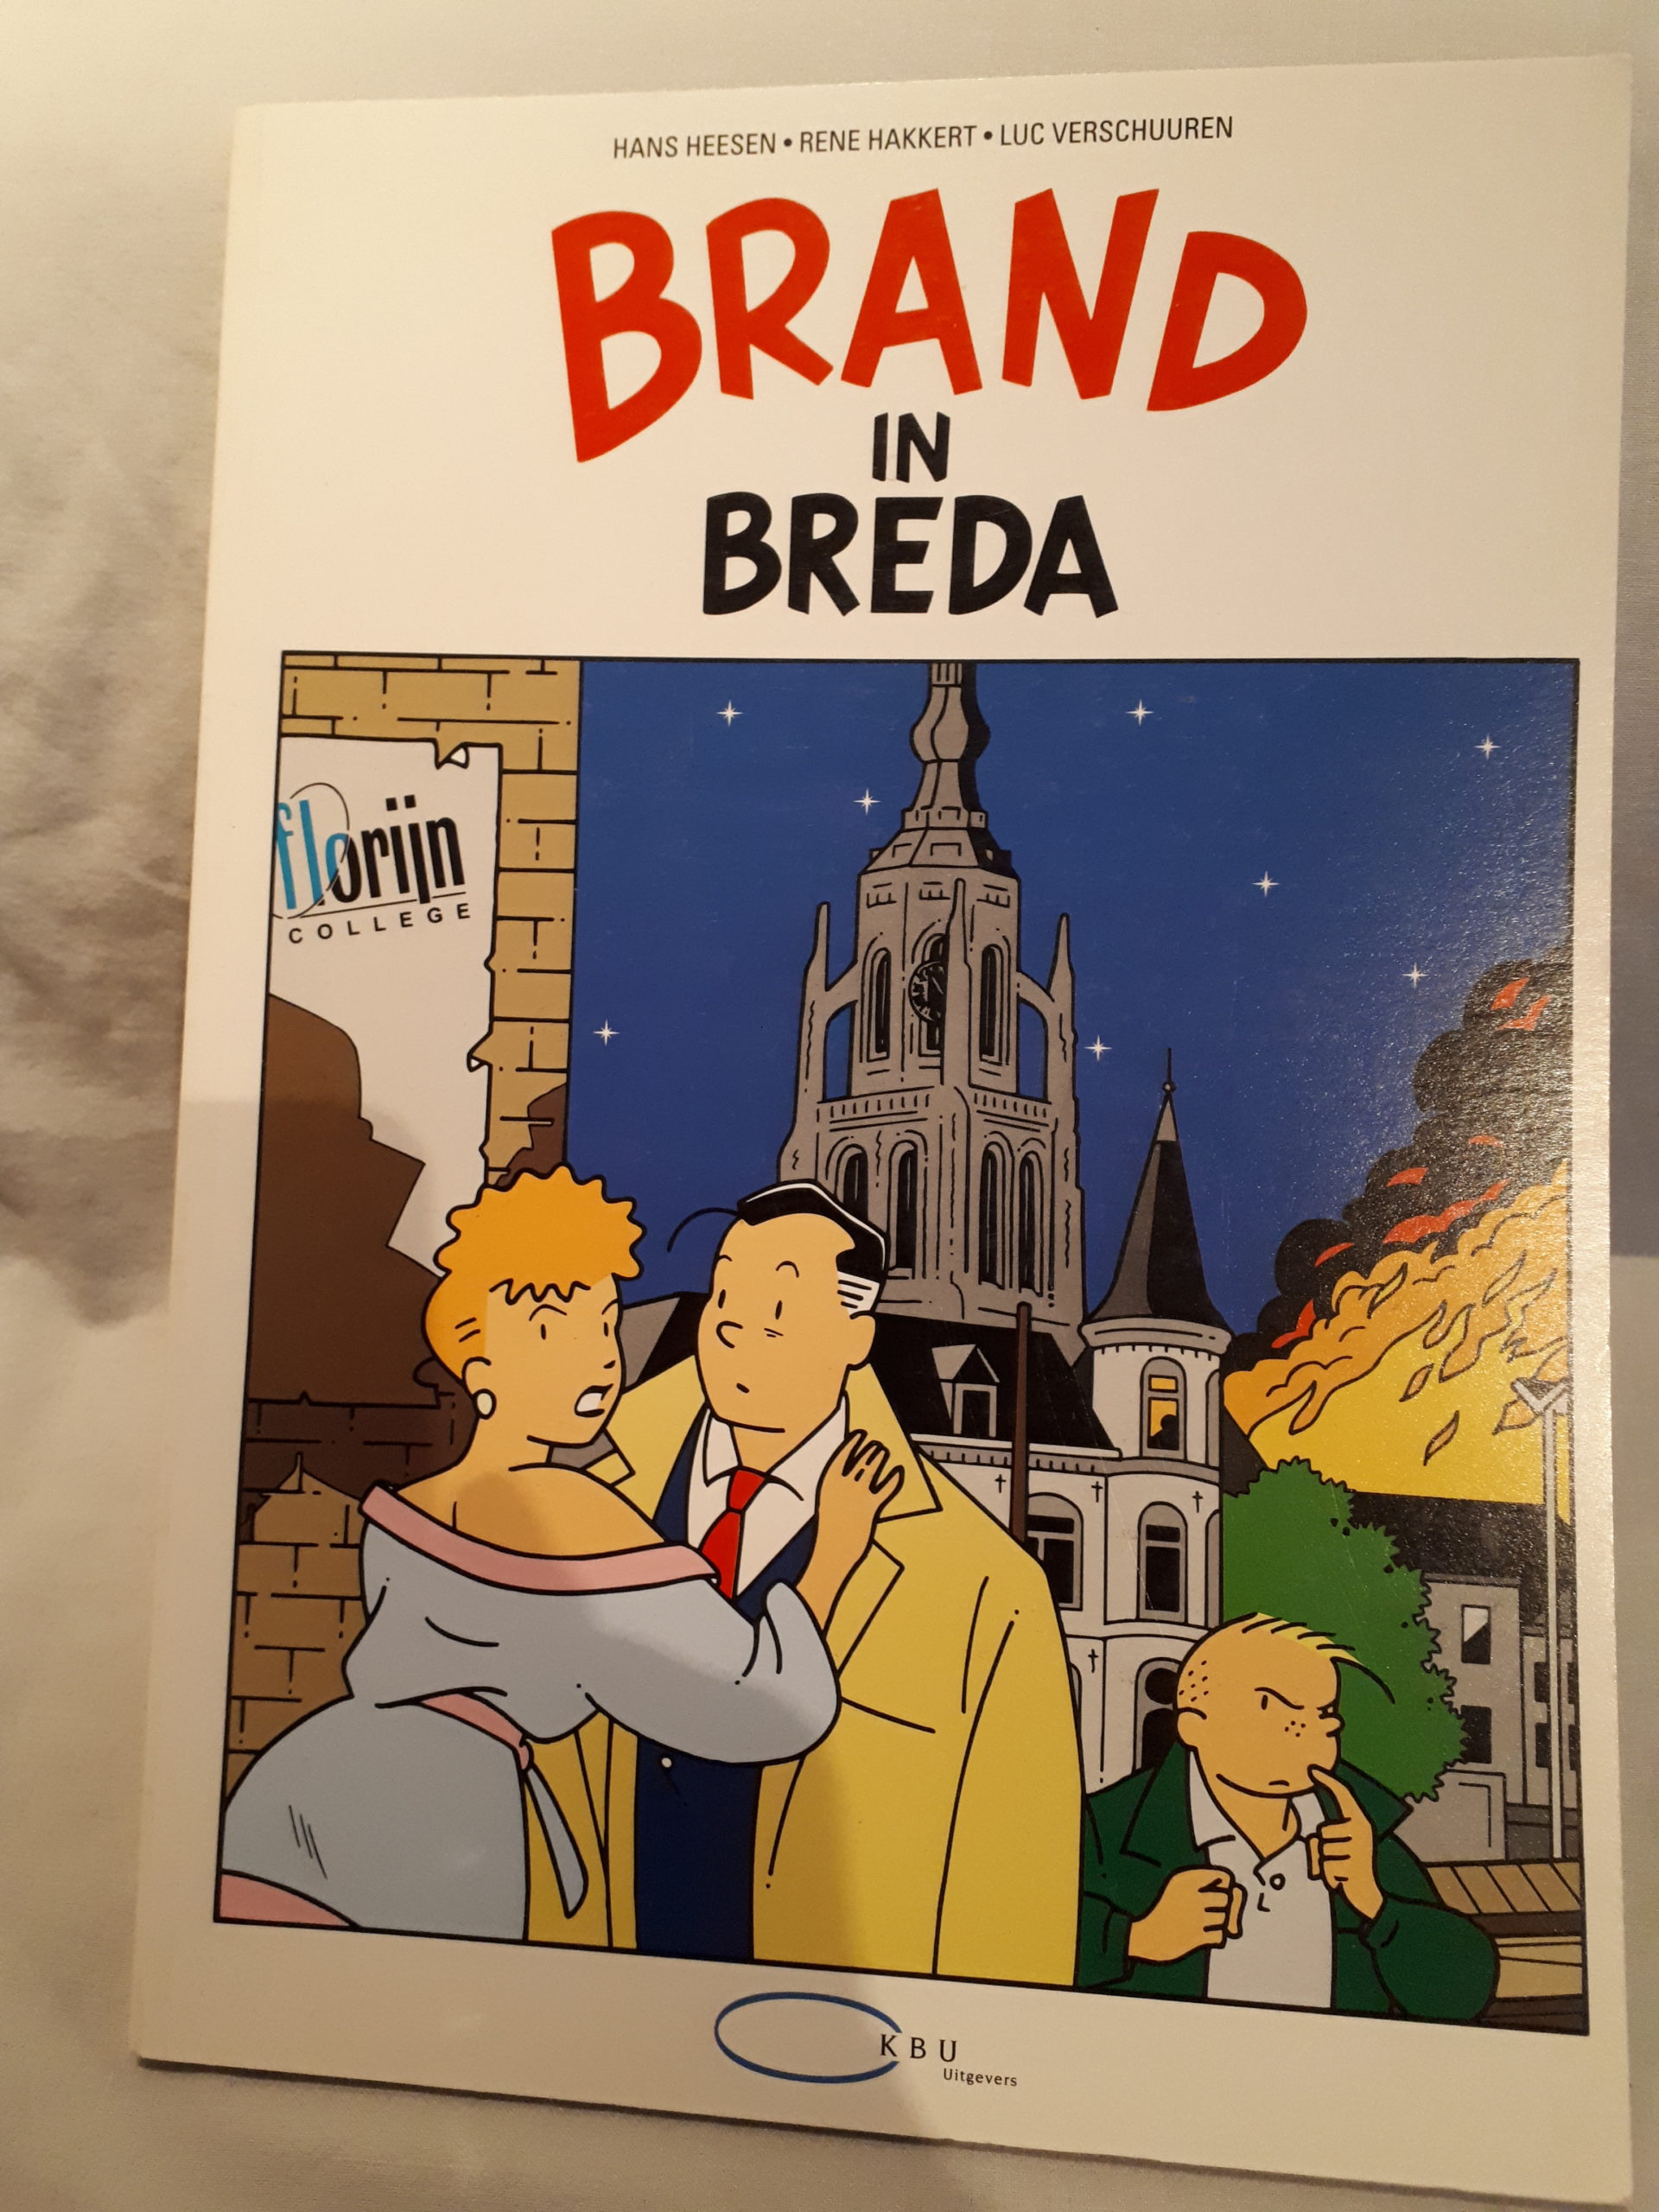 HANS HEESEN • RENE HAKKERT • LUC VERSCHUUREN
BRAND
IN
BREDA
florijn
COLLEGE
KBU
Uitgevers